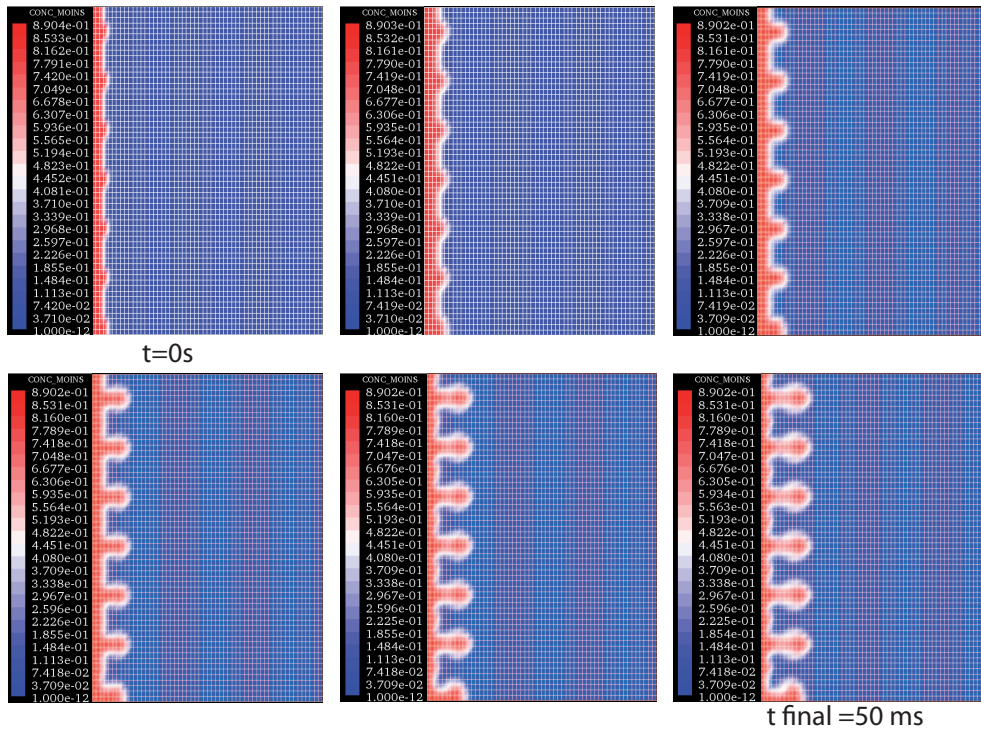 CONC_MOINS
8.904e-01
8.533e-01
8.162e-01
7.791e-01
7.420e-01
7.049e-01
6.678e-01
6.307e-01
5.936e-01
5.565e-01
5.194e-01
4.822e-01
4.451e-01
4.081e-01
3.710e-01
3.339e-01
2.968e-01
2.597e-01
2.226e-01
1.855e-01
1.484e-01
1.113e-01
7.420e-02
3.710e-02
1.000e-12
CONC_MOINS
8.903e-01
8.532e-01
8.161e-01
7.790e-01
7.419e-01
7.048e-01
6.677e-01
6.307e-01
5.935e-01
5.565e-01
5.193e-01
4.822e-01
4.451e-01
4.080e-01
3.710e-01
3.339e-01
2.968e-01
2.597e-01
2.226e-01
1.855e-01
1.484e-01
1.113e-01
7.419e-02
3.710e-02
1.000e-12
CONC_MOINS
8.902e-01
8.531e-01
8.161e-01
7.790e-01
7.419e-01
7.048e-01
6.677e-01
6.306e-01
5.935e-01
5.564e-01
5.193e-01
4.822e-01
4.451e-01
4.080e-01
3.709e-01
3.338e-01
2.967e-01
2.597e-01
2.226e-01
1.855e-01
1.484e-01
1.113e-01
7.419e-02
3.709e-02
1.000e-12
t=0s
CONC_MOINS
8.902e-01
8.531e-01
8.160e-01
7.789e-01
7.418e-01
7.048e-01
6.677e-01
6.306e-01
5.935e-01
5.564e-01
5.193e-01
4.822e-01
4.451e-01
4.080e-01
3.709e-01
3.338e-01
2.967e-01
2.596e-01
2.226e-01
1.855e-01
1.484e-01
1.113e-01
7.418e-02
3.709e-02
1.000e-12
CONC_MOINS
8.902e-01
8.531e-01
8.160e-01
7.789e-01
7.418e-01
7.047e-01
6.676e-01
6.305e-01
5.935e-01
5.564e-01
5.193e-01
4.822e-01
4.451e-01
4.080e-01
3.709e-01
3.338e-01
2.967e-01
2.596e-01
2.225e-01
1.855e-01
1.484e-01
1.113e-01
7.418e-02
3.709e-02
1.000e-12
CONC_MOINS
8.902e-01
8.531e-01
8.160e-01
7.789e-01
7.418e-01
7.047e-01
6.676e-01
6.305e-01
5.934e-01
5.563e-01
5.193e-01
4.822e-01
4.451e-01
4.080e-01
3.709e-01
3.338e-01
2.967e-01
2.596e-01
2.225e-01
1.854e-01
1.484e-01
1.113e-01
7.418e-02
3.709e-02
1.000e-12
t final =50 ms